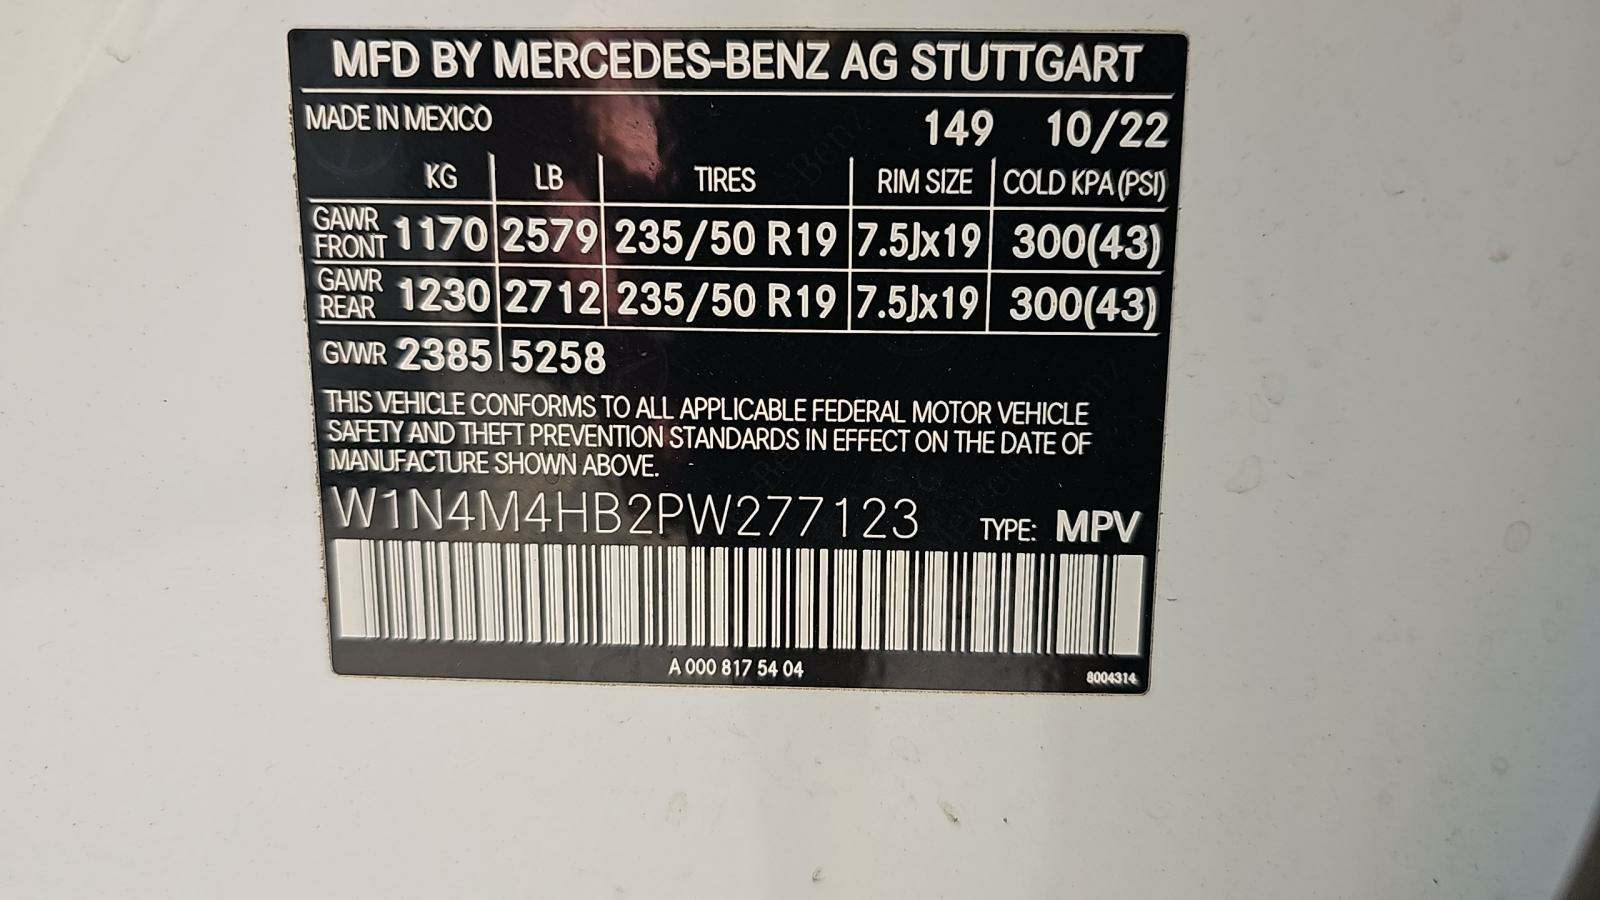 MFD BY MERCEDES-BENZ AG STUTTGART
MADE IN MEXICO 149 10/22
KG LB TIRES RIM SIZE COLD KPA (PSI)
GAWR FRONT 1170 2579 235/50 R19 7.5Jx19 300(43)
GAWR REAR 1230 2712 235/50 R19 7.5Jx19 300(43)
GVWR 2385 5258
THIS VEHICLE CONFORMS TO ALL APPLICABLE FEDERAL MOTOR VEHICLE
SAFETY AND THEFT PREVENTION STANDARDS IN EFFECT ON THE DATE OF
MANUFACTURE SHOWN ABOVE.
W1N4M4HB2PW277123 TYPE: MPV
A 000 817 54 04
8004314